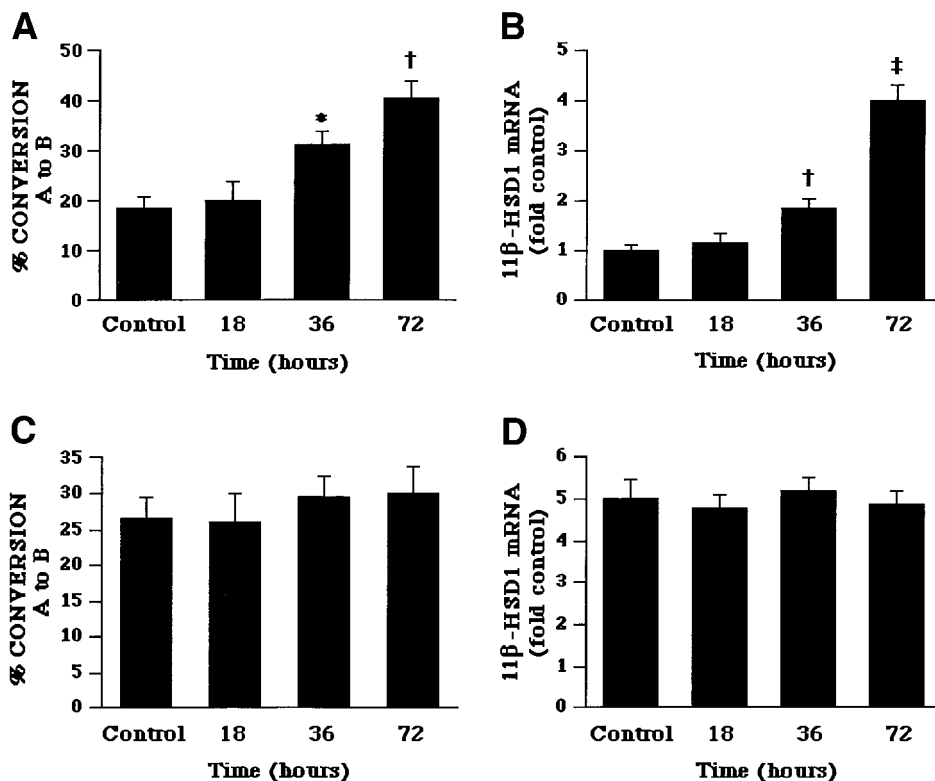 A
% CONVERSION
A to B
50
40
30
20
10
0
*
†
Control 18 36 72
Time (hours)
B
11β-HSD1 mRNA
(fold control)
5
4
3
2
1
0
†
‡
Control 18 36 72
Time (hours)
C
% CONVERSION
A to B
35
30
25
20
15
10
5
0
Control 18 36 72
Time (hours)
D
11β-HSD1 mRNA
(fold control)
6
5
4
3
2
1
0
Control 18 36 72
Time (hours)